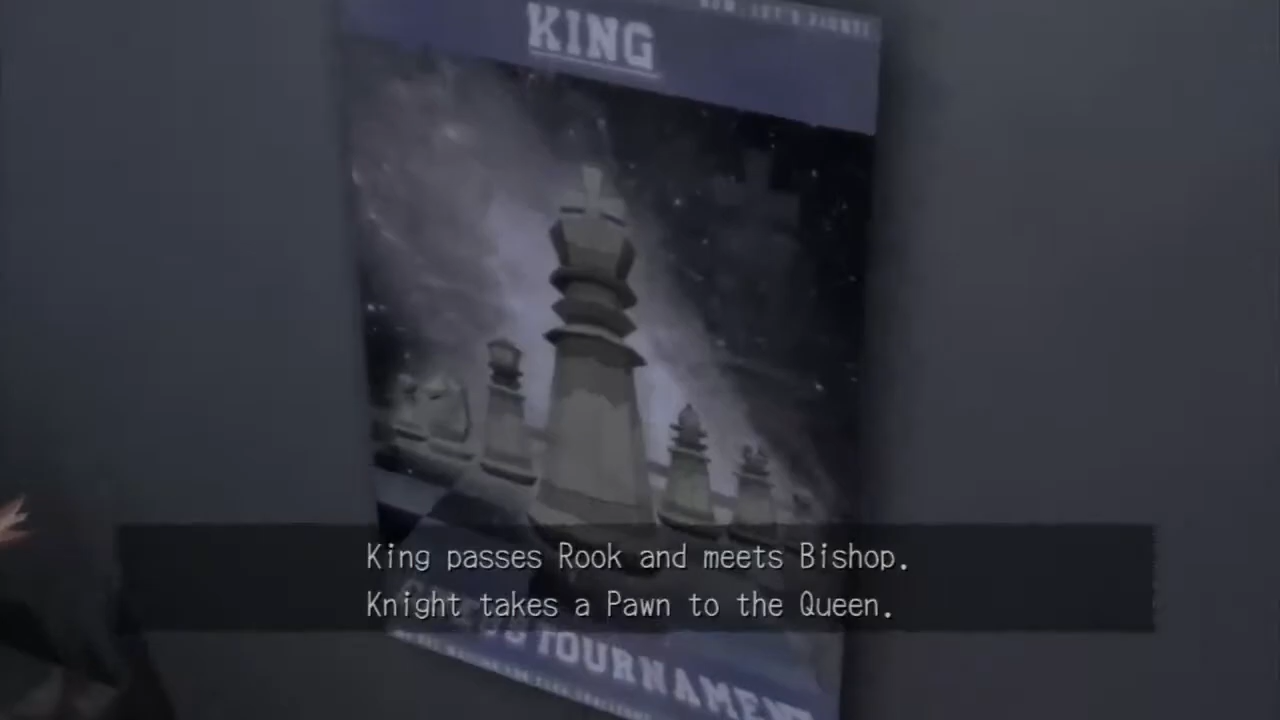 KING
King passes Rook and meets Bishop.
Knight takes a Pawn to the Queen.
TOURNAMENT